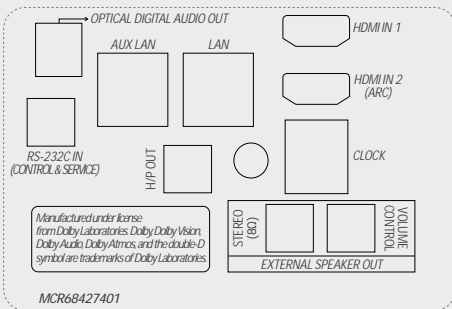 OPTICAL DIGITAL AUDIO OUT
AUX LAN
LAN
HDMI IN 1
HDMI IN 2
(ARC)
RS-232C IN
(CONTROL & SERVICE)
H/P OUT
CLOCK
Manufactured under license
from Dolby Laboratories. Dolby, Dolby Vision,
Dolby Audio, Dolby Atmos, and the double-D
symbol are trademarks of Dolby Laboratories.
STEREO
(8Ω)
VOLUME
CONTROL
EXTERNAL SPEAKER OUT
MCR68427401